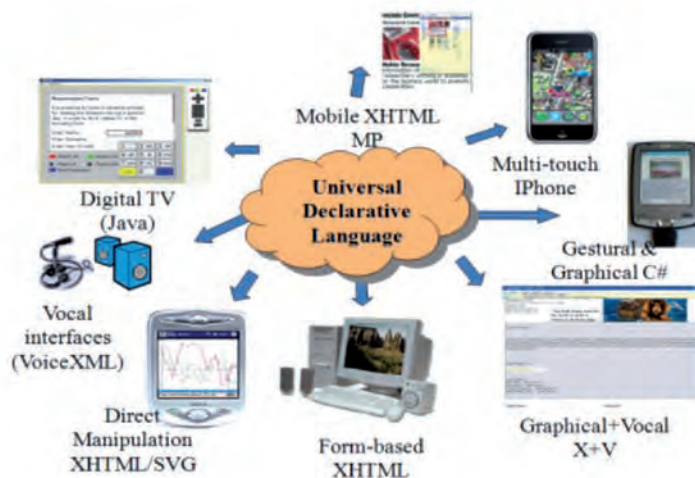 Mobile XHTML
MP
Multi-touch
IPhone
Universal
Declarative
Language
Digital TV
(Java)
Gestural &
Graphical C#
Vocal
interfaces
(VoiceXML)
Direct
Manipulation
XHTML/SVG
Form-based
XHTML
Graphical+Vocal
X+V